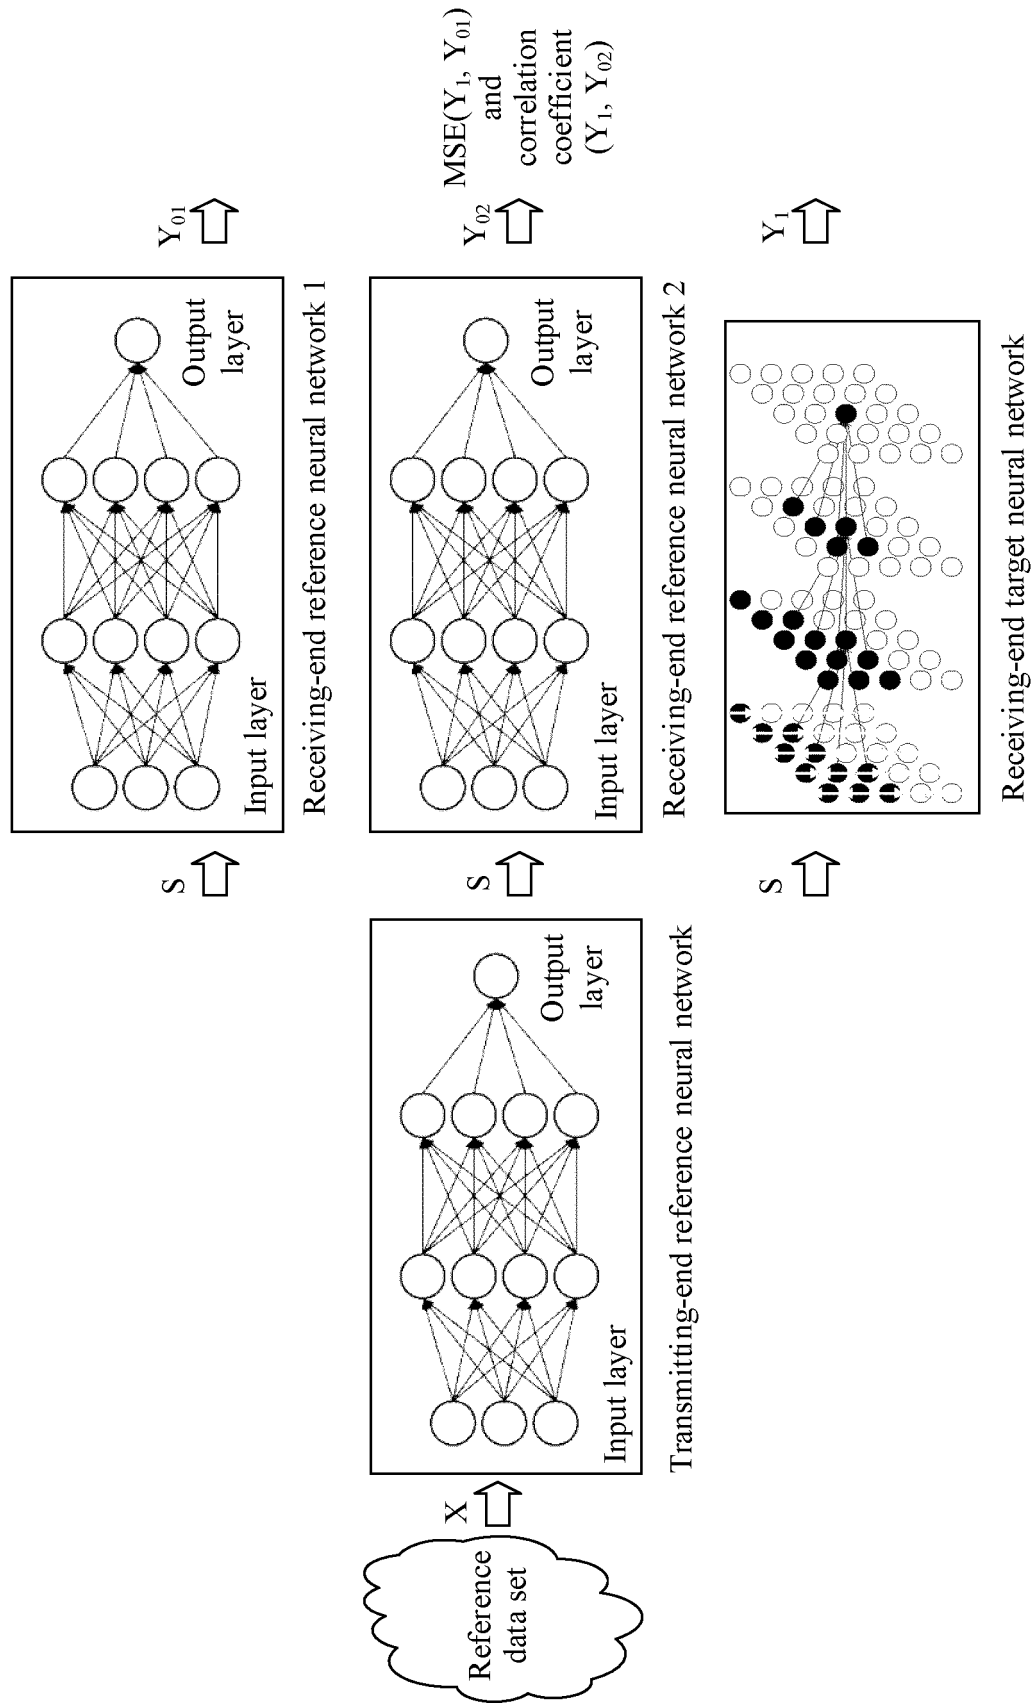 Reference
data set
X
Input layer
Output
layer
Transmitting-end reference neural network
S
Input layer
Output
layer
Receiving-end reference neural network 1
Y₀₁
S
Input layer
Output
layer
Receiving-end reference neural network 2
Y₀₂
MSE(Y₁, Y₀₁)
and
correlation
coefficient
(Y₁, Y₀₂)
S
Receiving-end target neural network
Y₁